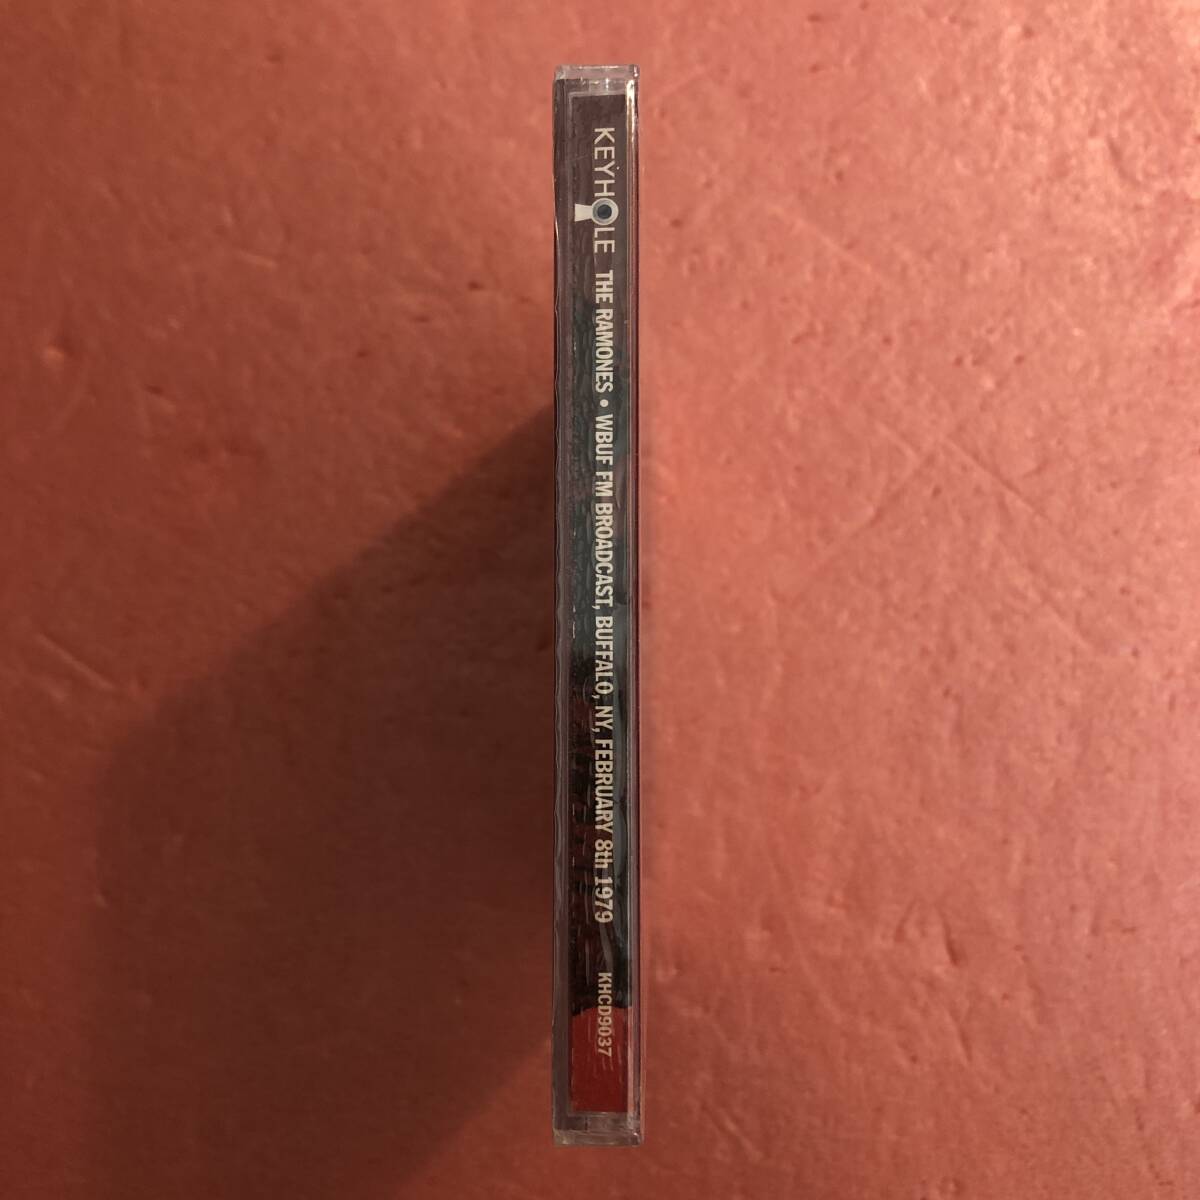 KEYHOLE THE RAMONES • WBUF FM BROADCAST, BUFFALO, NY, FEBRUARY 8th 1979 KHCD9037